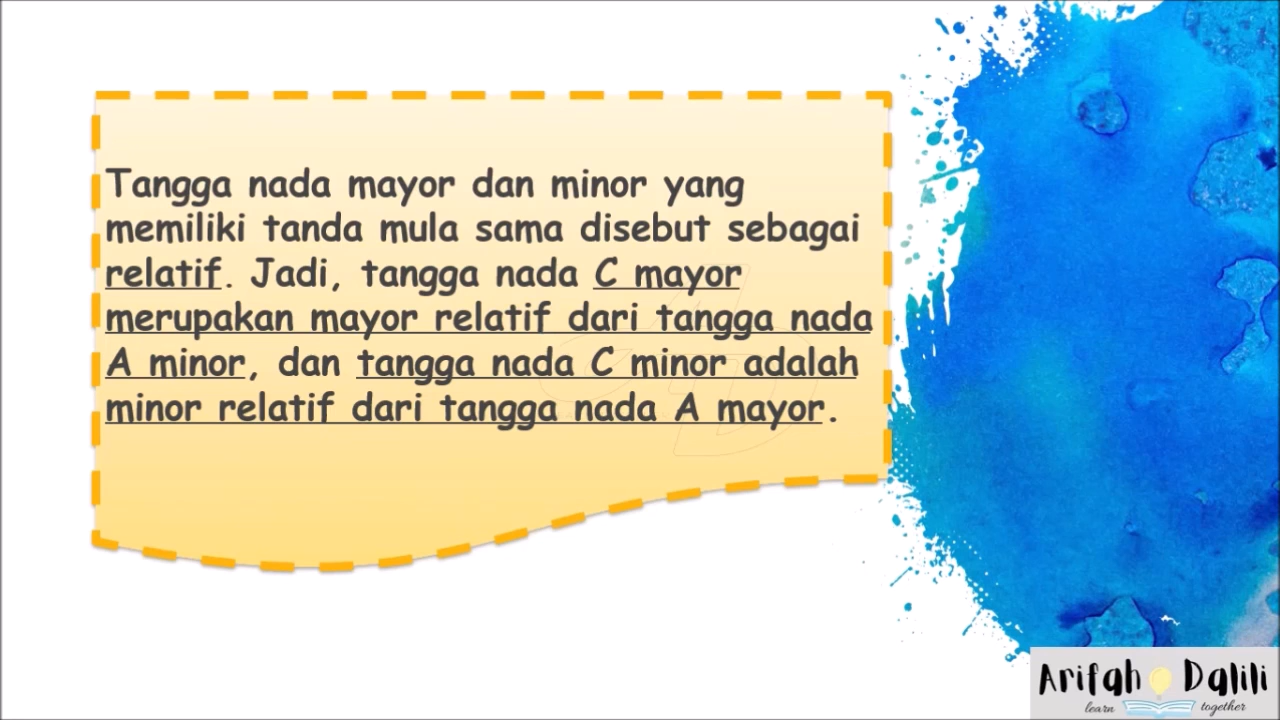 Tangga nada mayor dan minor yang
memiliki tanda mula sama disebut sebagai
relatif. Jadi, tangga nada C mayor
merupakan mayor relatif dari tangga nada
A minor, dan tangga nada C minor adalah
minor relatif dari tangga nada A mayor.
Arifah Dalili
learn together